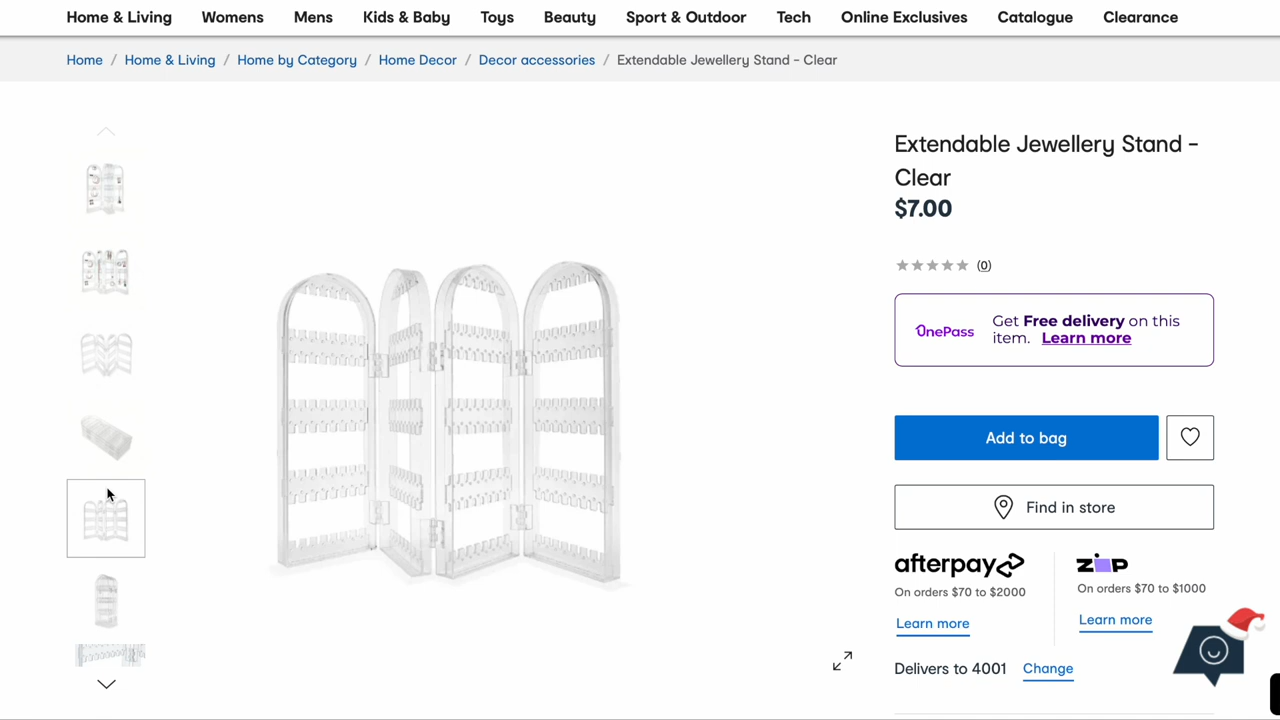 Home & Living Womens Mens Kids & Baby Toys Beauty Sport & Outdoor Tech Online Exclusives Catalogue Clearance
Home / Home & Living / Home by Category / Home Decor / Decor accessories / Extendable Jewellery Stand - Clear
Extendable Jewellery Stand -
Clear
$7.00
(0)
OnePass
Get Free delivery on this
item. Learn more
Add to bag
Find in store
afterpay
On orders $70 to $2000
Learn more
zip
On orders $70 to $1000
Learn more
Delivers to 4001 Change